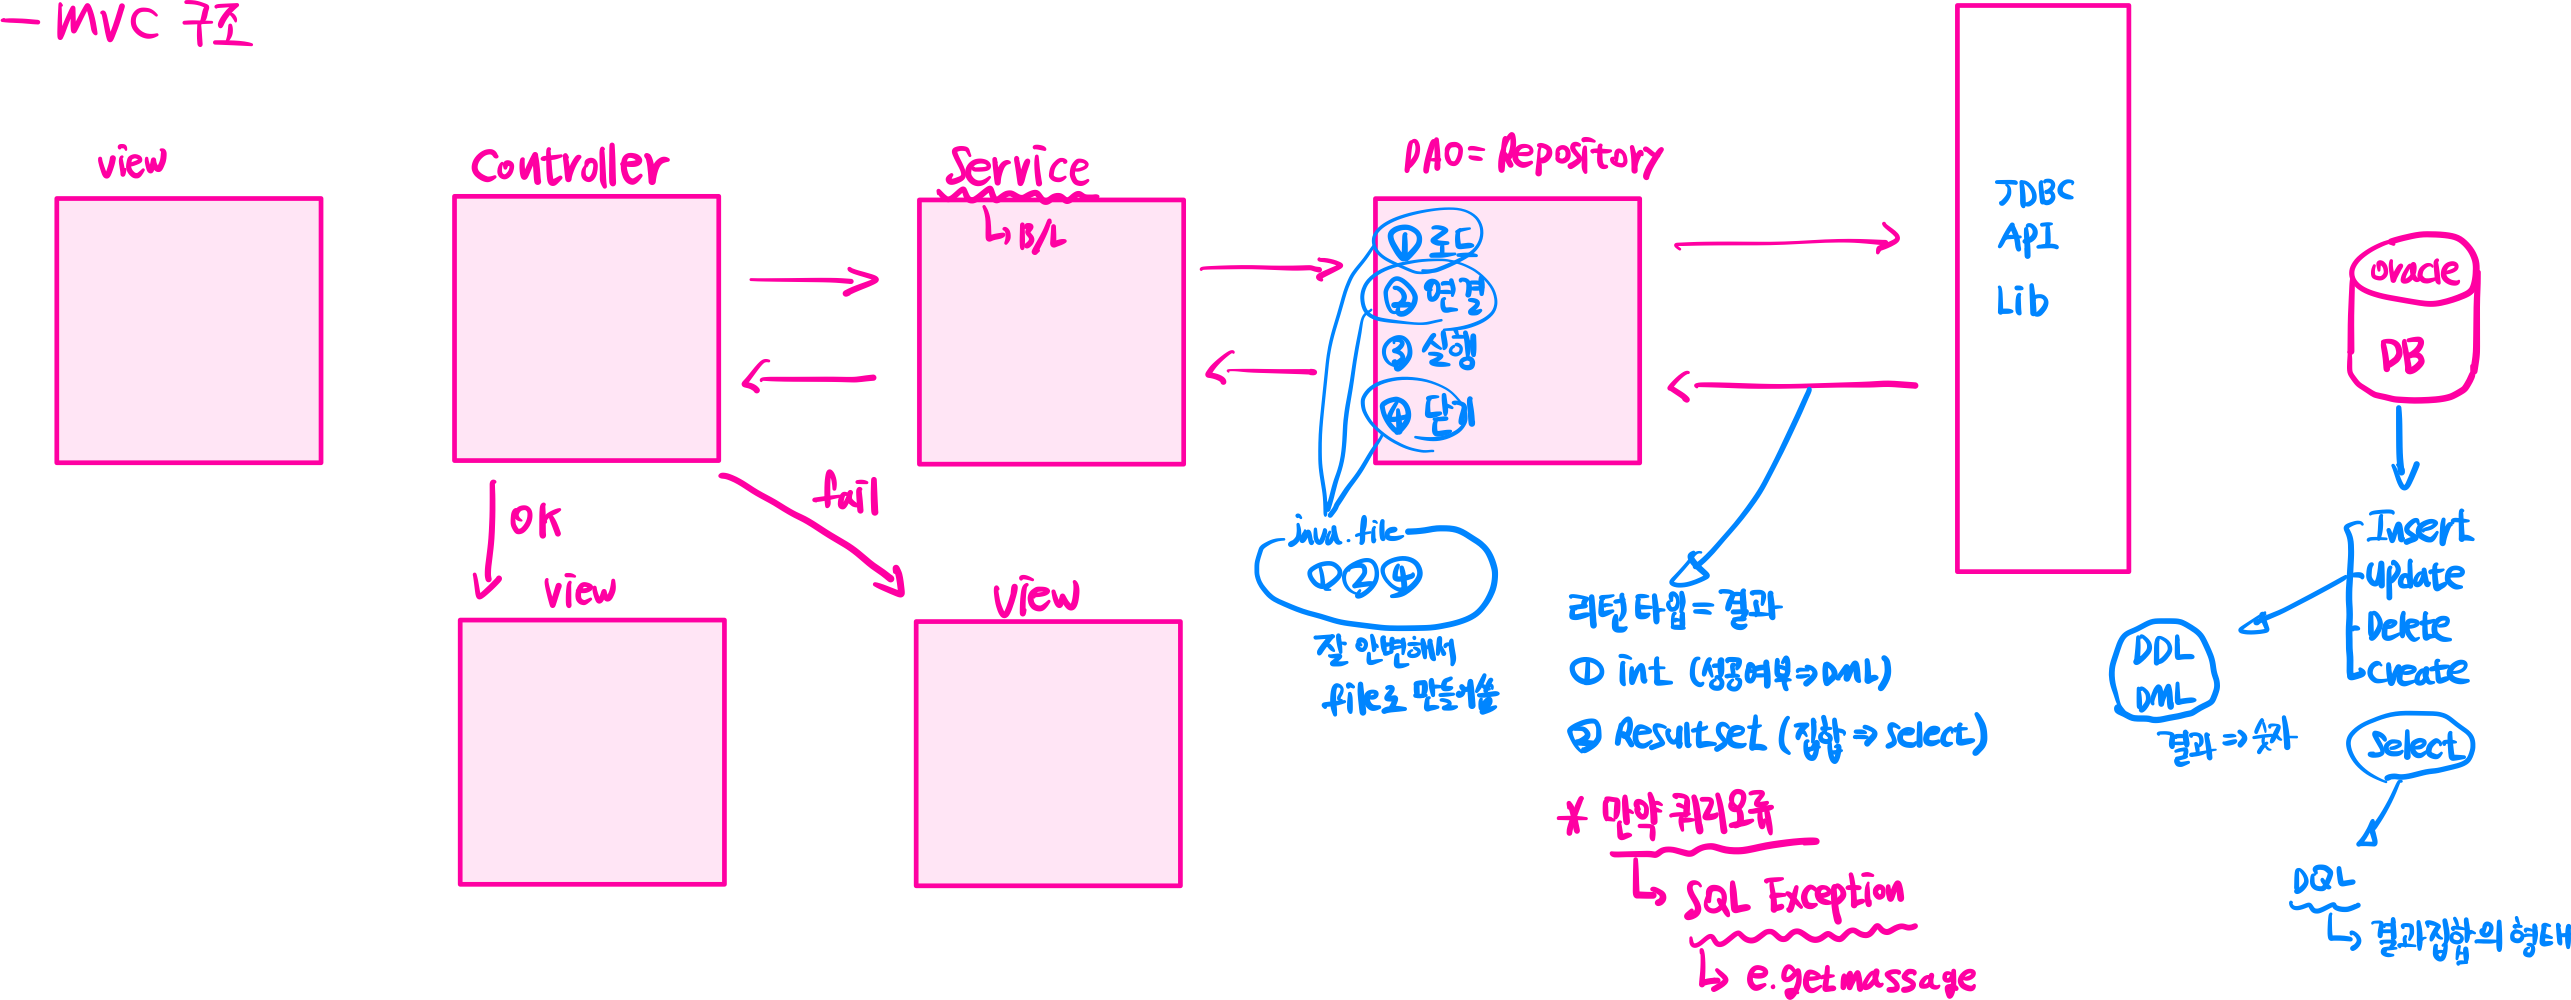 - MVC 구조
view
Controller
Service
↳ B/L
DAO = Repository
① 로드
② 연결
③ 실행
④ 닫기
JDBC
API
Lib
oracle
DB
OK
fail
view
view
java.file
① ② ④
잘 안변해서
file로 만들어놈
리턴 타입 = 결과
① int (성공여부 => DML)
② Resultset (집합 => select)
* 만약 쿼리오류
↳ SQL Exception
↳ e.getmassage
Insert
update
Delete
create
DDL
DML
결과 => 숫자
select
DQL
↳ 결과집합의 형태